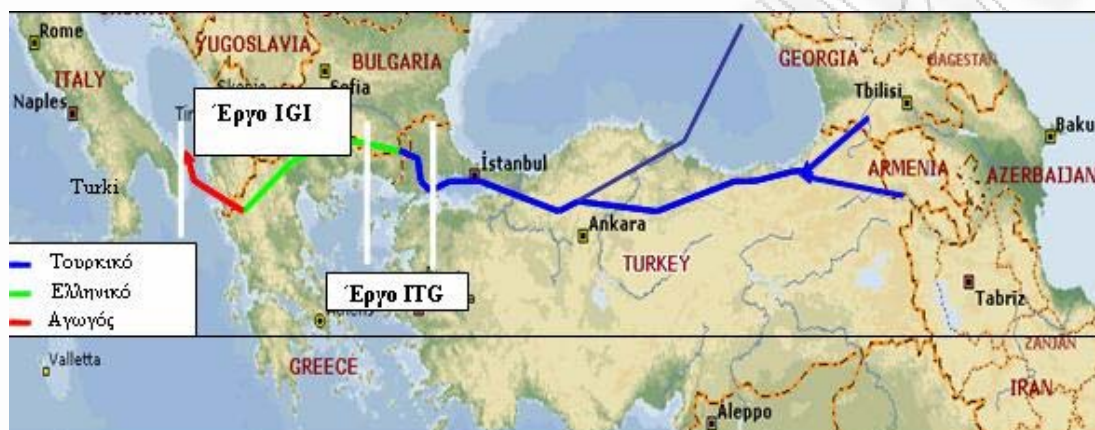 Rome
YUGOSLAVIA
ITALY
BULGARIA
GEORGIA
DAGESTAN
Sofia
Tbilisi
Naples
Έργο IGI
Baku
İstanbul
ARMENIA
AZERBAIJAN
Turki
Ankara
TURKEY
Τουρκικό
Ελληνικό
Αγωγός
Έργο ITG
Tabriz
Valletta
GREECE
ZANJAN
IRAN
Aleppo